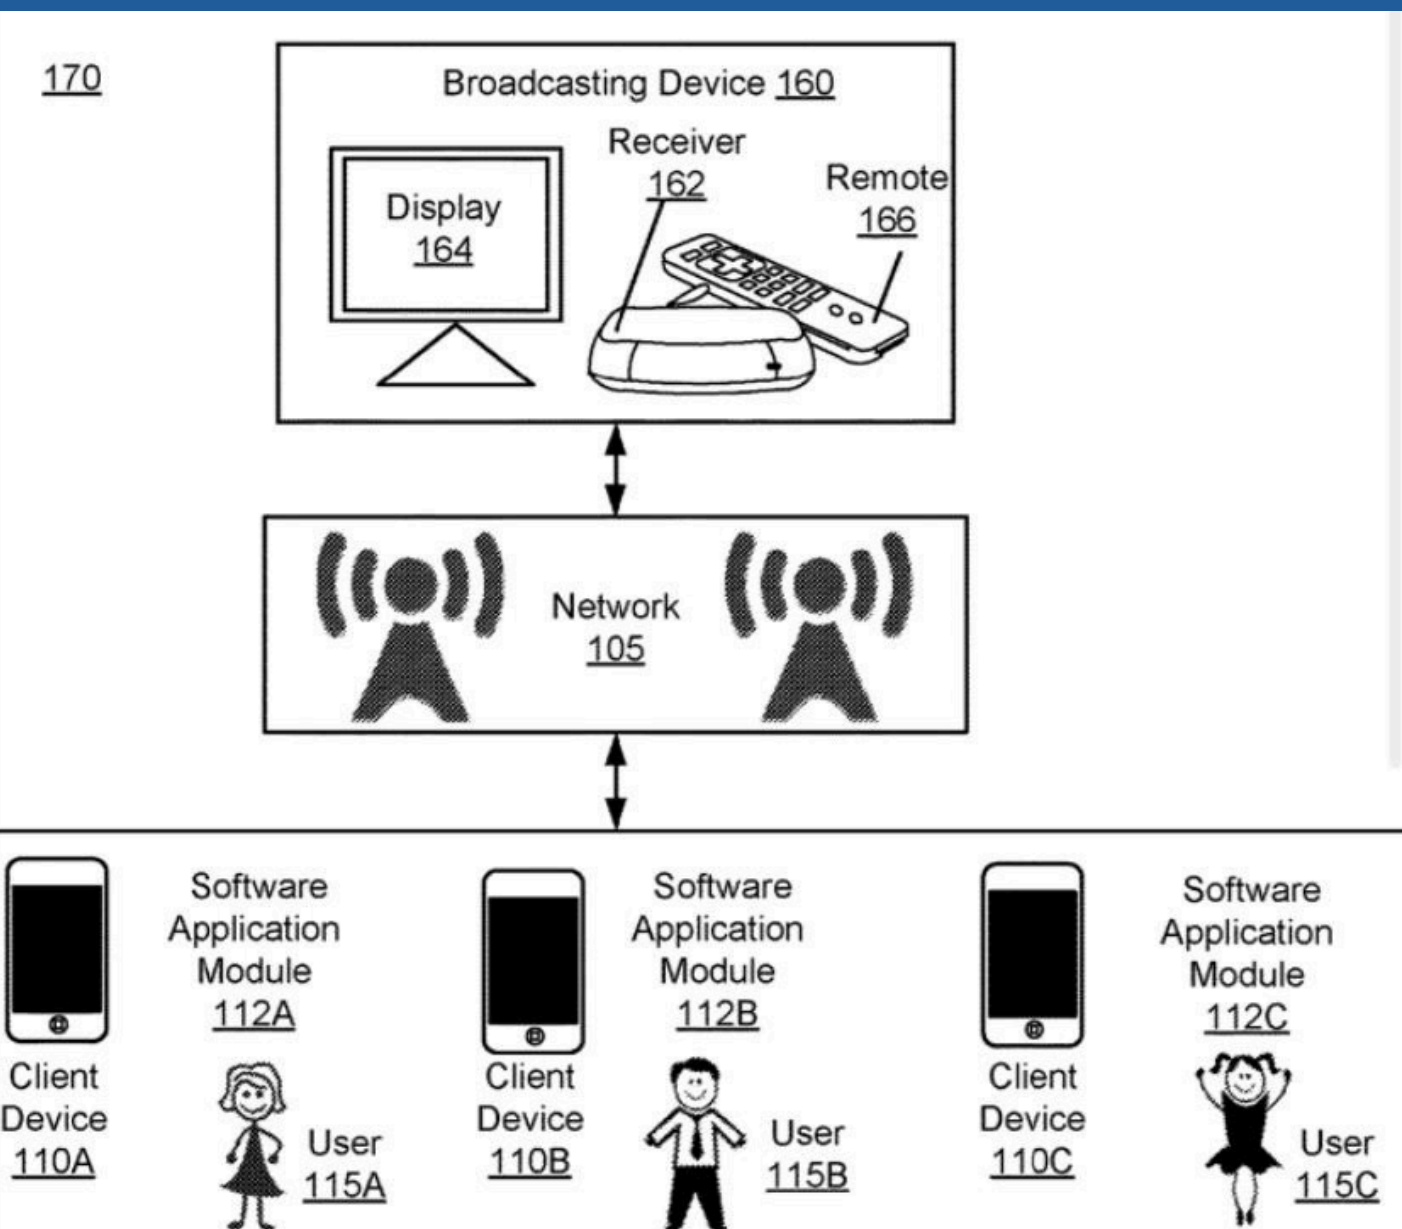 170
Broadcasting Device 160
Receiver
162
Remote
166
Display
164
Network
105
Software
Application
Module
112A
Client
Device
110A
User
115A
Software
Application
Module
112B
Client
Device
110B
User
115B
Software
Application
Module
112C
Client
Device
110C
User
115C